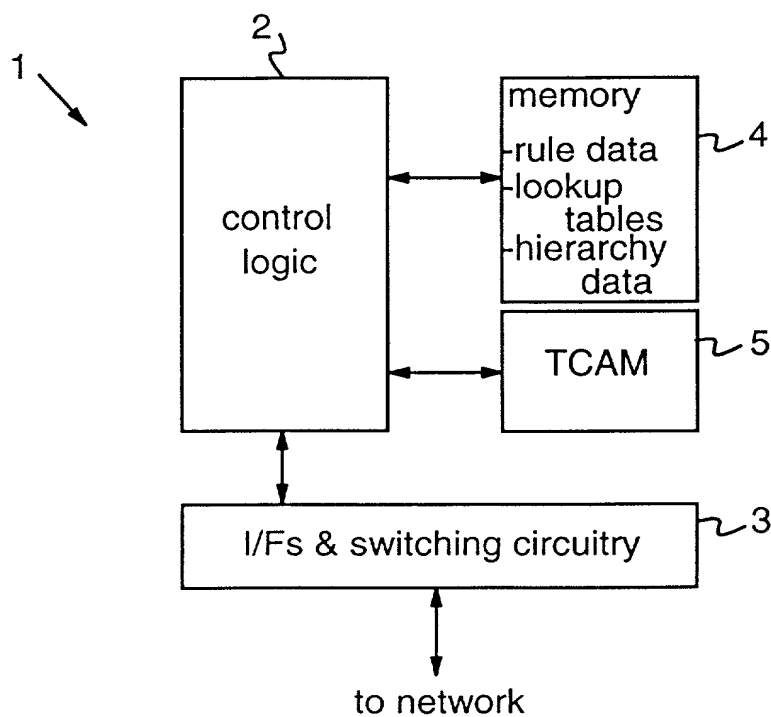 1
2
control
logic
memory
rule data
lookup
tables
hierarchy
data
4
TCAM
5
I/Fs & switching circuitry
3
to network